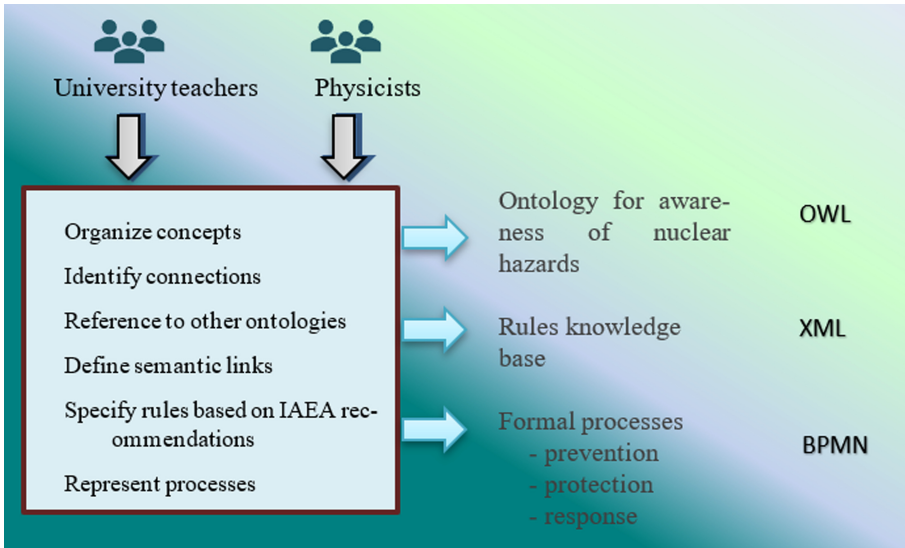 University teachers
Physicists
Organize concepts
Identify connections
Reference to other ontologies
Define semantic links
Specify rules based on IAEA rec-
ommendations
Represent processes
Ontology for aware-
ness of nuclear
hazards
OWL
Rules knowledge
base
XML
Formal processes
- prevention
- protection
- response
BPMN